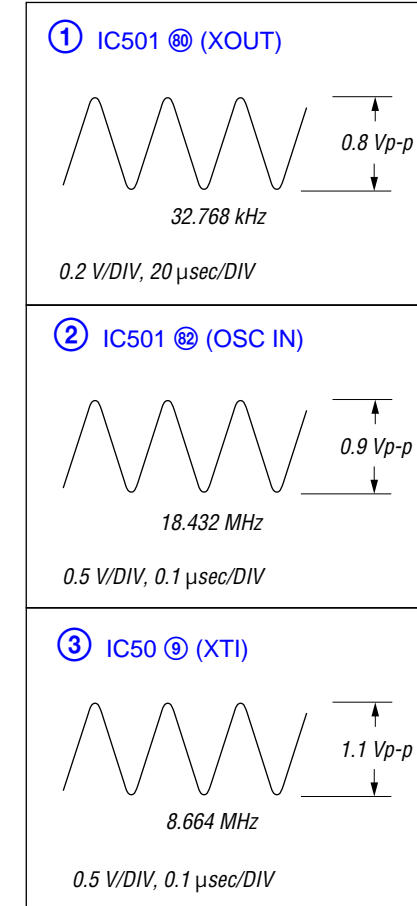 ① IC501 ⑧⓪ (XOUT)
0.8 Vp-p
32.768 kHz
0.2 V/DIV, 20 µsec/DIV
② IC501 ⑧② (OSC IN)
0.9 Vp-p
18.432 MHz
0.5 V/DIV, 0.1 µsec/DIV
③ IC50 ⑨ (XTI)
1.1 Vp-p
8.664 MHz
0.5 V/DIV, 0.1 µsec/DIV